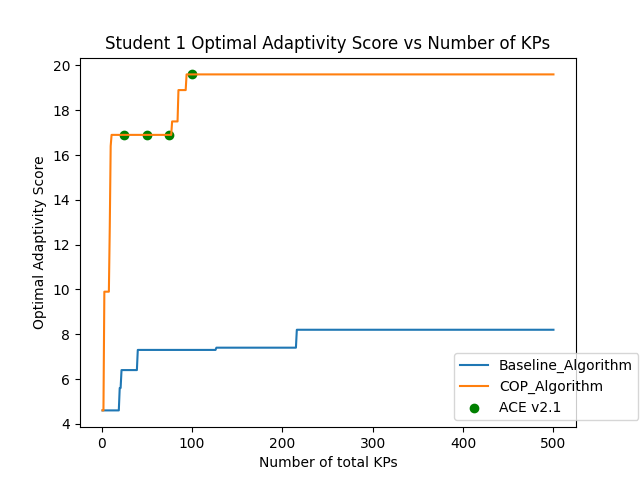 Student 1 Optimal Adaptivity Score vs Number of KPs
Optimal Adaptivity Score
20
18
16
14
12
10
8
6
4
0
100
200
300
400
500
Number of total KPs
Baseline_Algorithm
COP_Algorithm
ACE v2.1